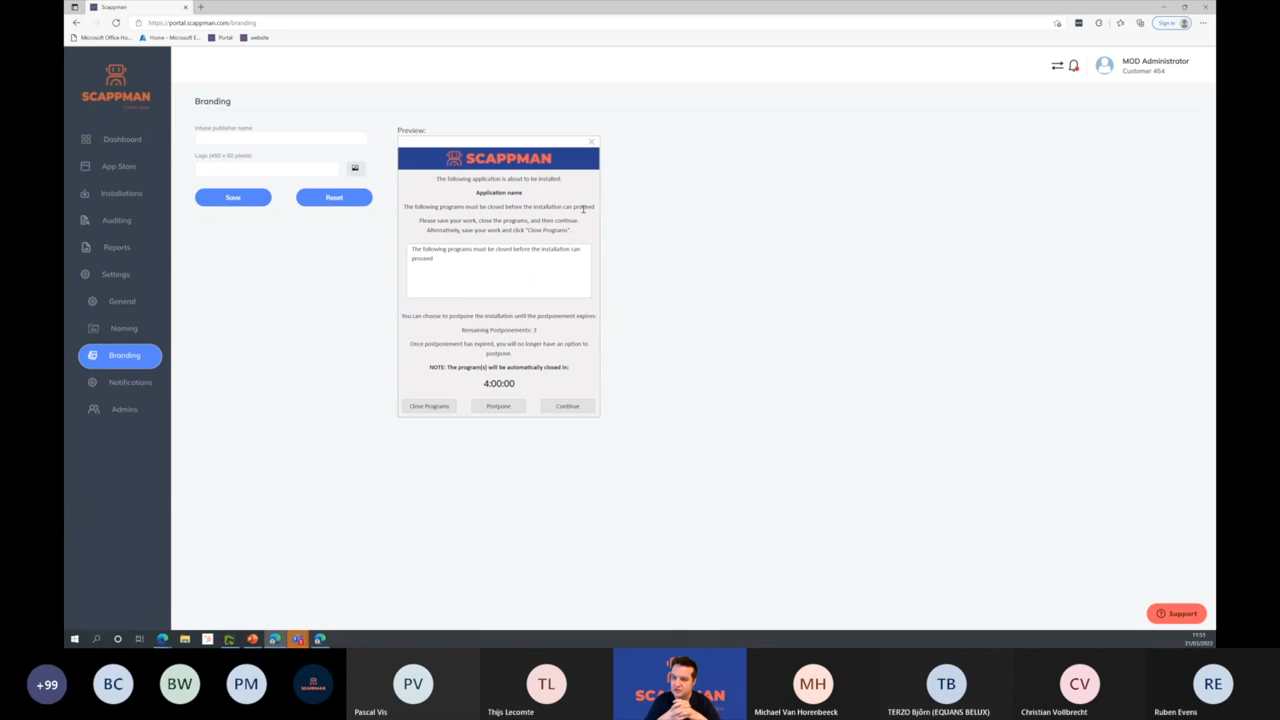 Scappman
https://portal.scappman.com/branding
Sign in
Microsoft Office Ho...
Home - Microsoft E...
Portal
website
SCAPPMAN
MOD Administrator
Customer 454
Dashboard
App Store
Installations
Auditing
Reports
Settings
General
Naming
Branding
Notifications
Admins
Branding
Intune publisher name
Logo (450 x 50 pixels)
Save
Reset
Preview:
SCAPPMAN
The following application is about to be installed:
Application name
The following programs must be closed before the installation can proceed
Please save your work, close the programs, and then continue.
Alternatively, save your work and click "Close Programs".
The following programs must be closed before the installation can
proceed
You can choose to postpone the installation until the postponement expires:
Remaining Postponements: 3
Once postponement has expired, you will no longer have an option to
postpone.
NOTE: The program(s) will be automatically closed in:
4:00:00
Close Programs
Postpone
Continue
Support
11:51
31/03/2022
+99
BC
BW
PM
SCAPPMAN
PV
Pascal Vis
TL
Thijs Lecomte
MH
Michael Van Horenbeeck
TB
TERZO Björn (EQUANS BELUX)
CV
Christian Vollbrecht
RE
Ruben Evens